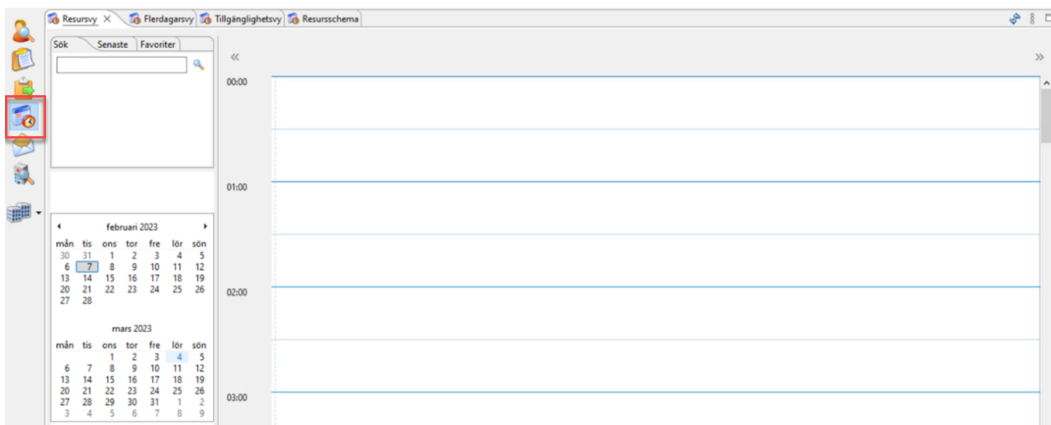 Resursvy Flerdagarsvy Tillgänglighetsvy Resursschema
Sök Senaste Favoriter
00:00
01:00
02:00
03:00
februari 2023
mån tis ons tor fre lör sön
30 31 1 2 3 4 5
6 7 8 9 10 11 12
13 14 15 16 17 18 19
20 21 22 23 24 25 26
27 28
mars 2023
mån tis ons tor fre lör sön
1 2 3 4 5
6 7 8 9 10 11 12
13 14 15 16 17 18 19
20 21 22 23 24 25 26
27 28 29 30 31 1 2
3 4 5 6 7 8 9